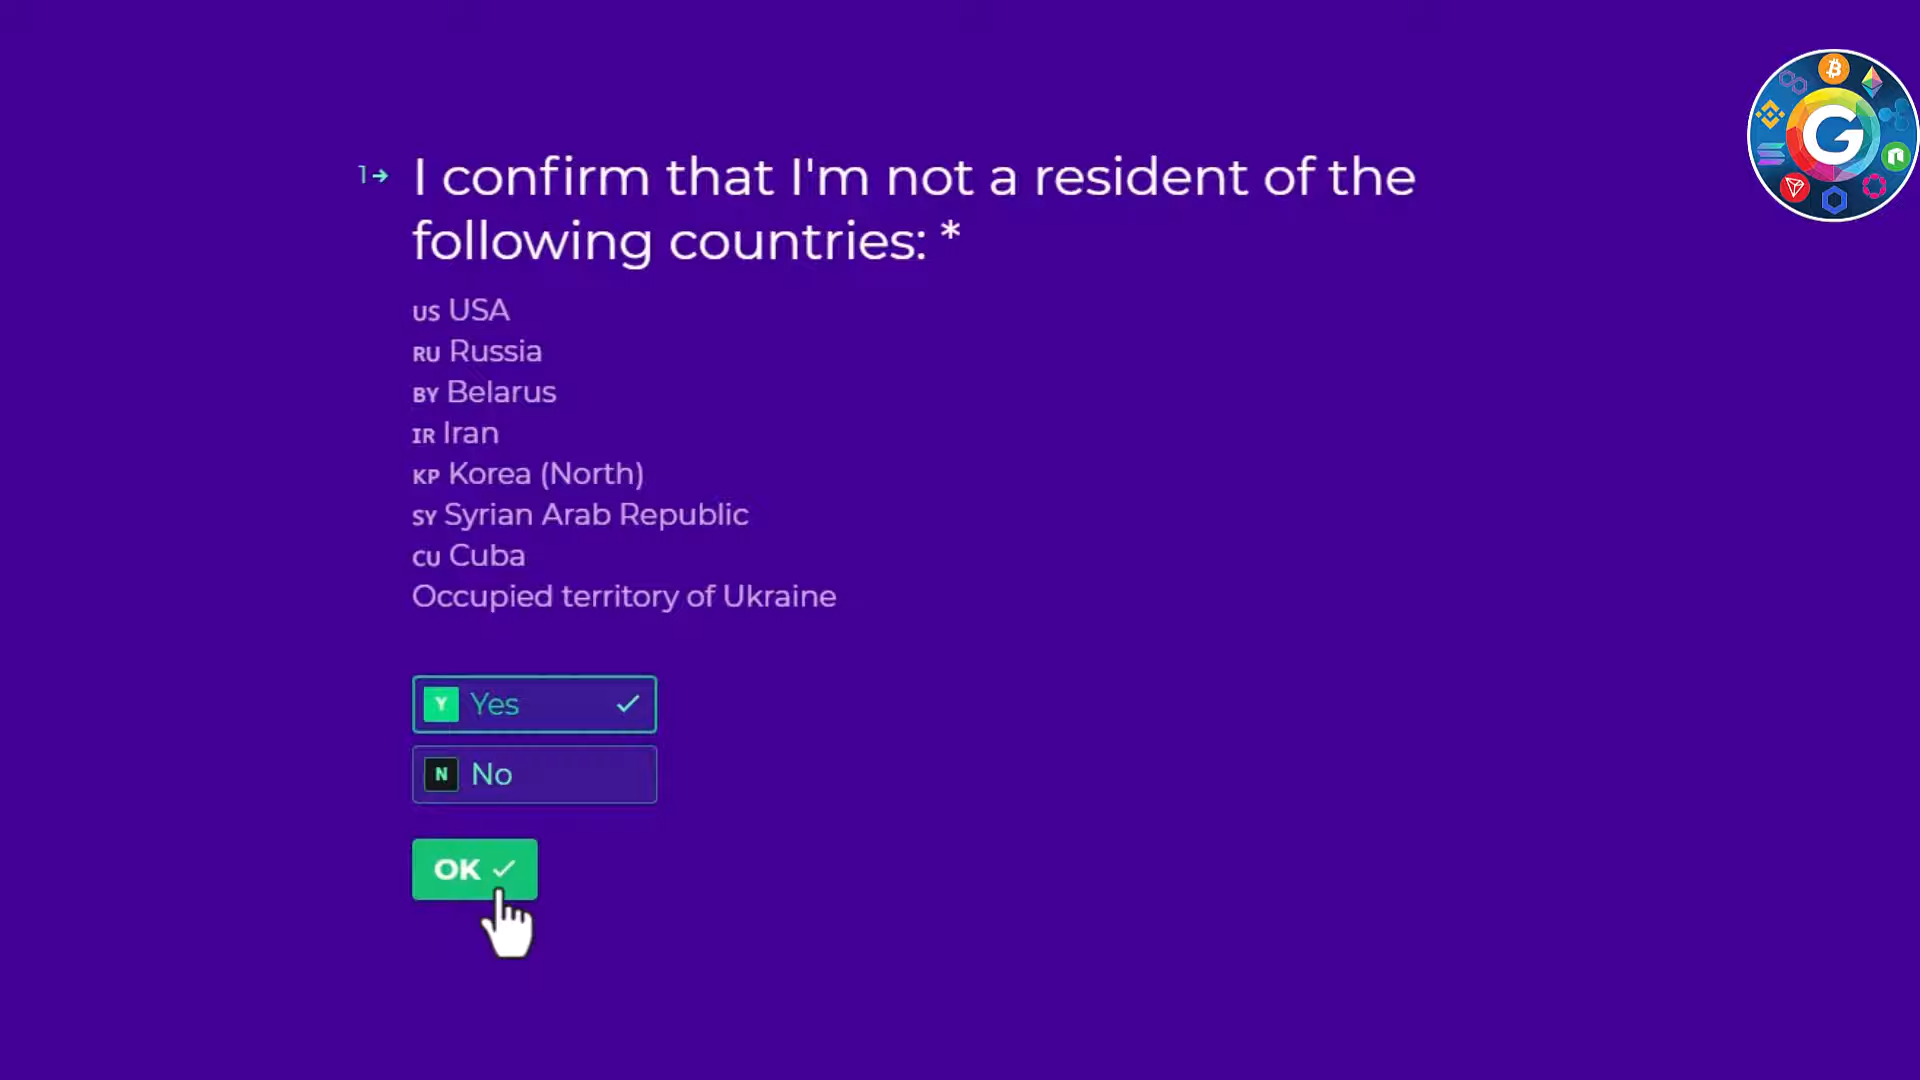 1→ I confirm that I'm not a resident of the
following countries: *
US USA
RU Russia
BY Belarus
IR Iran
KP Korea (North)
SY Syrian Arab Republic
CU Cuba
Occupied territory of Ukraine
Y Yes
N No
OK
G